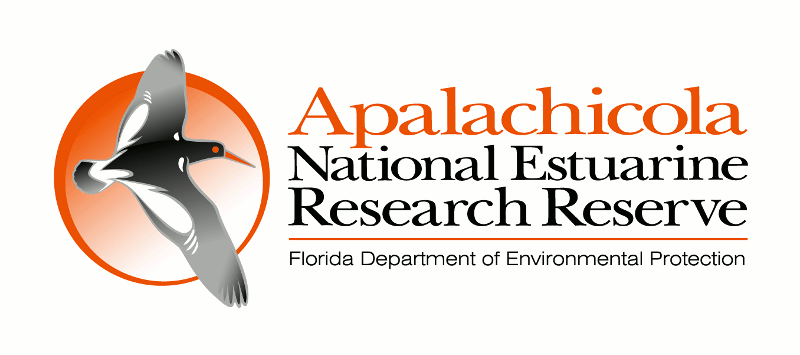 Apalachicola
National Estuarine
Research Reserve
Florida Department of Environmental Protection